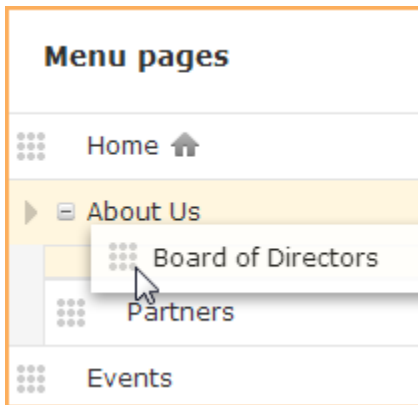 Menu pages
Home
About Us
Board of Directors
Partners
Events